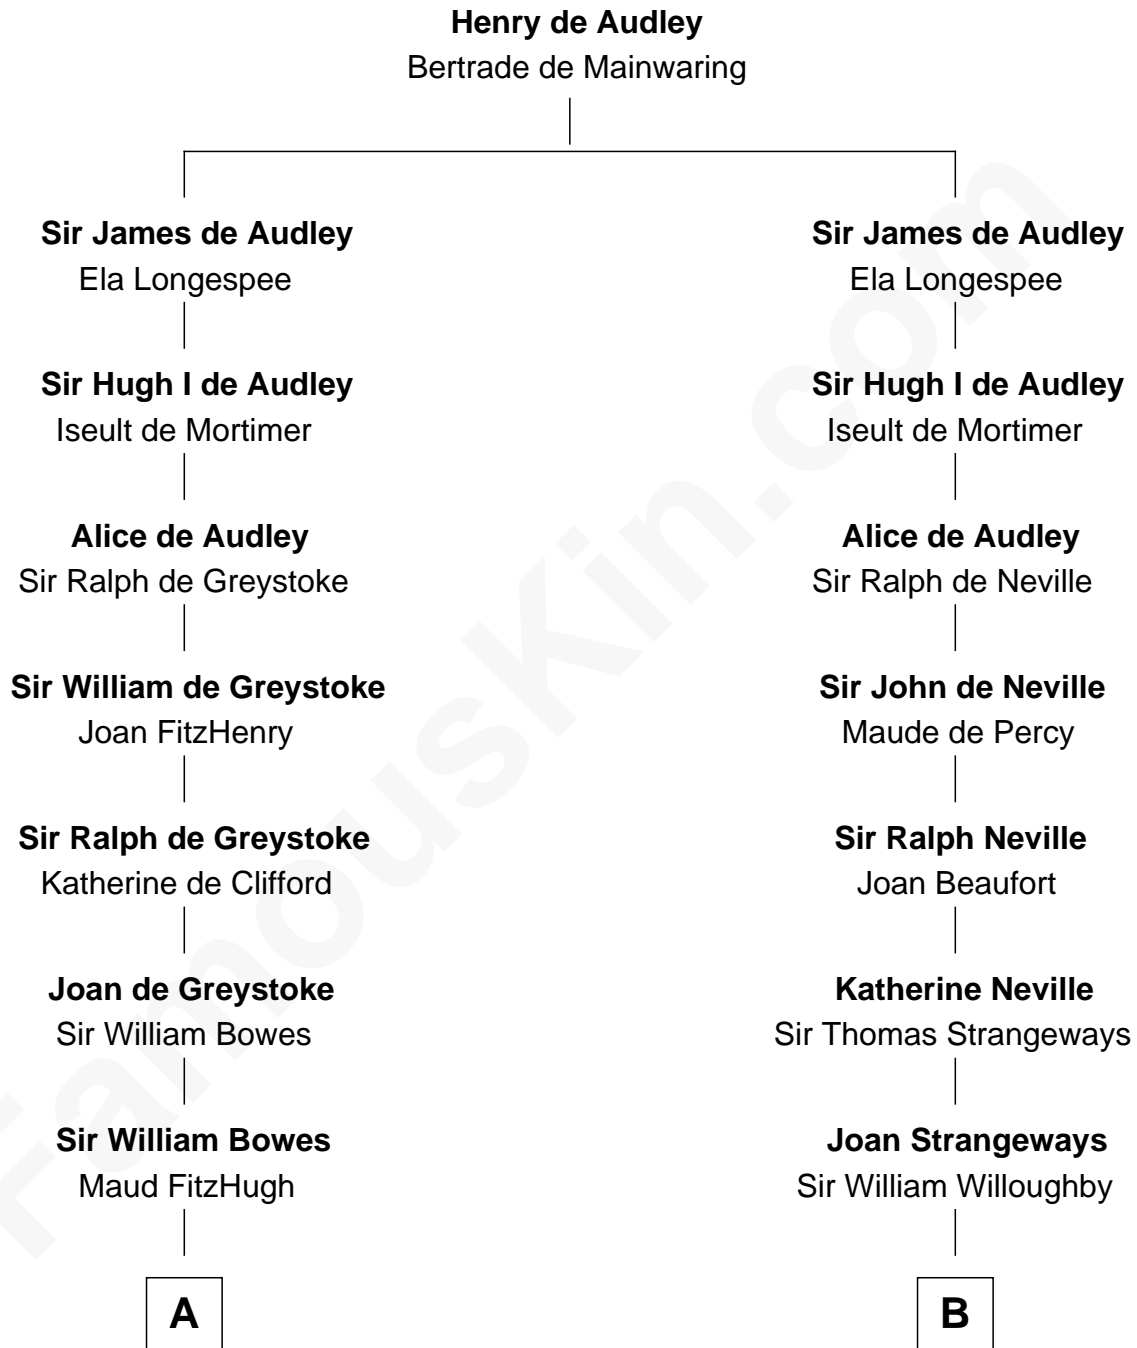 Henry de Audley
Bertrade de Mainwaring
Sir James de Audley
Ela Longespee
Sir James de Audley
Ela Longespee
Sir Hugh I de Audley
Iseult de Mortimer
Sir Hugh I de Audley
Iseult de Mortimer
Alice de Audley
Sir Ralph de Greystoke
Alice de Audley
Sir Ralph de Neville
Sir William de Greystoke
Joan FitzHenry
Sir John de Neville
Maude de Percy
Sir Ralph de Greystoke
Katherine de Clifford
Sir Ralph Neville
Joan Beaufort
Joan de Greystoke
Sir William Bowes
Katherine Neville
Sir Thomas Strangeways
Sir William Bowes
Maud FitzHugh
Joan Strangeways
Sir William Willoughby
A
B
FamousKin.com